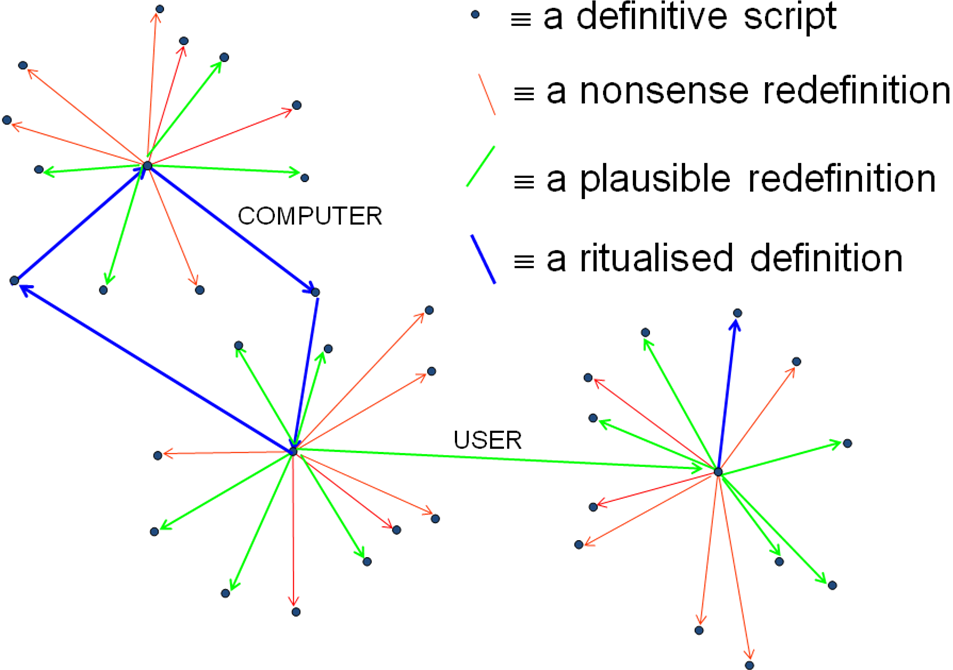 ≡ a definitive script
≡ a nonsense redefinition
≡ a plausible redefinition
COMPUTER
≡ a ritualised definition
USER